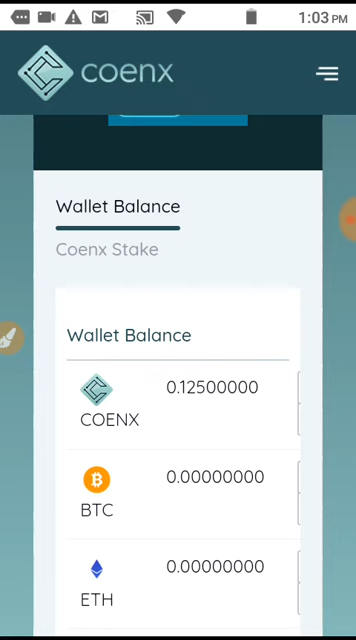 1:03 PM
coenx
Wallet Balance
Coenx Stake
Wallet Balance
0.12500000
COENX
0.00000000
BTC
0.00000000
ETH